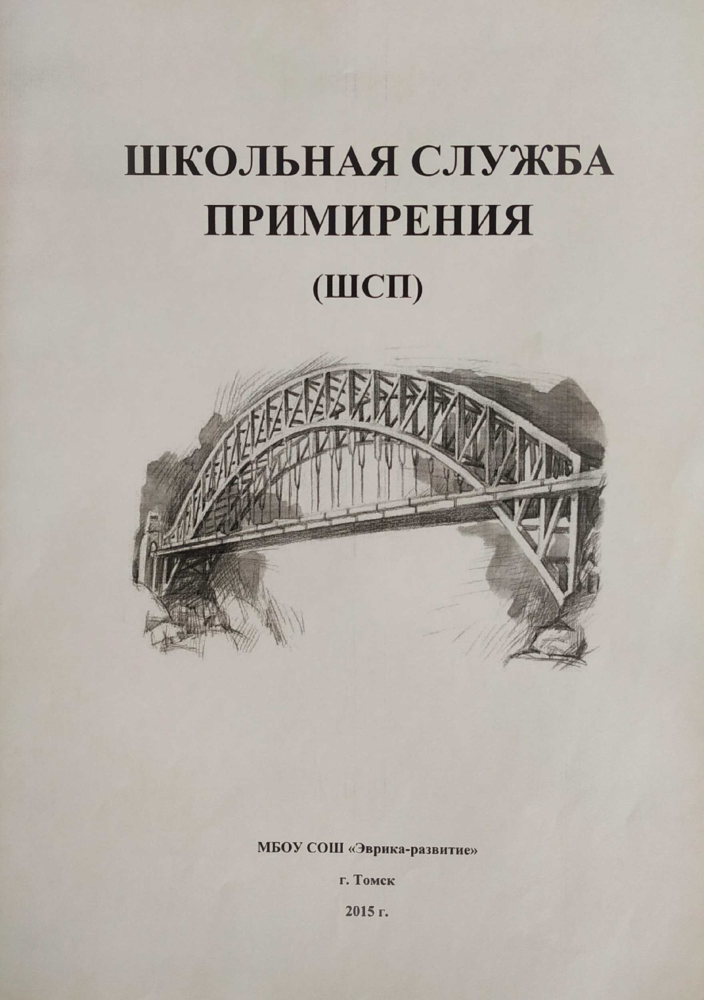 ШКОЛЬНАЯ СЛУЖБА
ПРИМИРЕНИЯ
(ШСП)
МБОУ СОШ «Эврика-развитие»
г. Томск
2015 г.